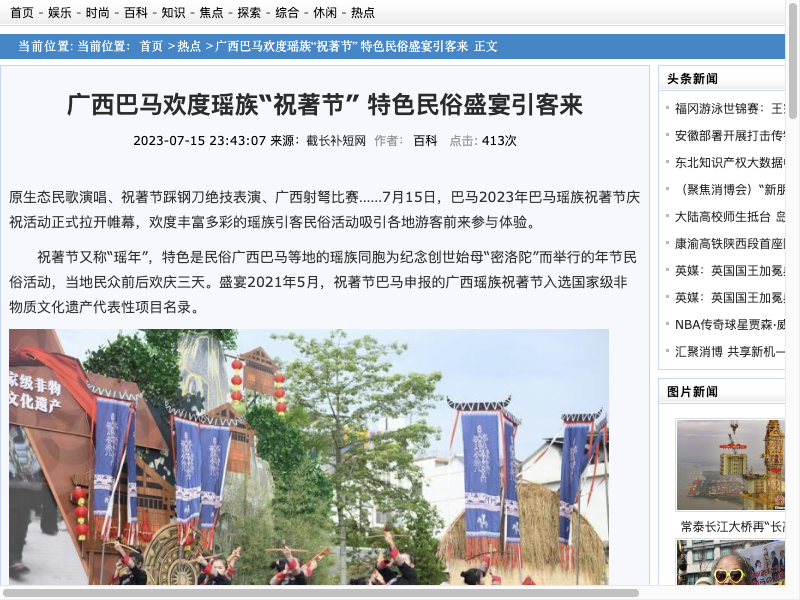 首页 - 娱乐 - 时尚 - 百科 - 知识 - 焦点 - 探索 - 综合 - 休闲 - 热点
当前位置: 当前位置： 首页 >热点 >广西巴马欢度瑶族“祝著节” 特色民俗盛宴引客来 正文
广西巴马欢度瑶族“祝著节” 特色民俗盛宴引客来
2023-07-15 23:43:07 来源：截长补短网 作者： 百科 点击: 413次
原生态民歌演唱、祝著节踩钢刀绝技表演、广西射弩比赛……7月15日，巴马2023年巴马瑶族祝著节庆
祝活动正式拉开帷幕，欢度丰富多彩的瑶族引客民俗活动吸引各地游客前来参与体验。
祝著节又称“瑶年”，特色是民俗广西巴马等地的瑶族同胞为纪念创世始母“密洛陀”而举行的年节民
俗活动，当地民众前后欢庆三天。盛宴2021年5月，祝著节巴马申报的广西瑶族祝著节入选国家级非
物质文化遗产代表性项目名录。
家级非物
文化遗产
头条新闻
福冈游泳世锦赛：王
安徽部署开展打击传
东北知识产权大数据
（聚焦消博会）“新朋
大陆高校师生抵台 岛
康渝高铁陕西段首座
英媒：英国国王加冕
英媒：英国国王加冕
NBA传奇球星贾森·威
汇聚消博 共享新机—
图片新闻
常泰长江大桥再“长